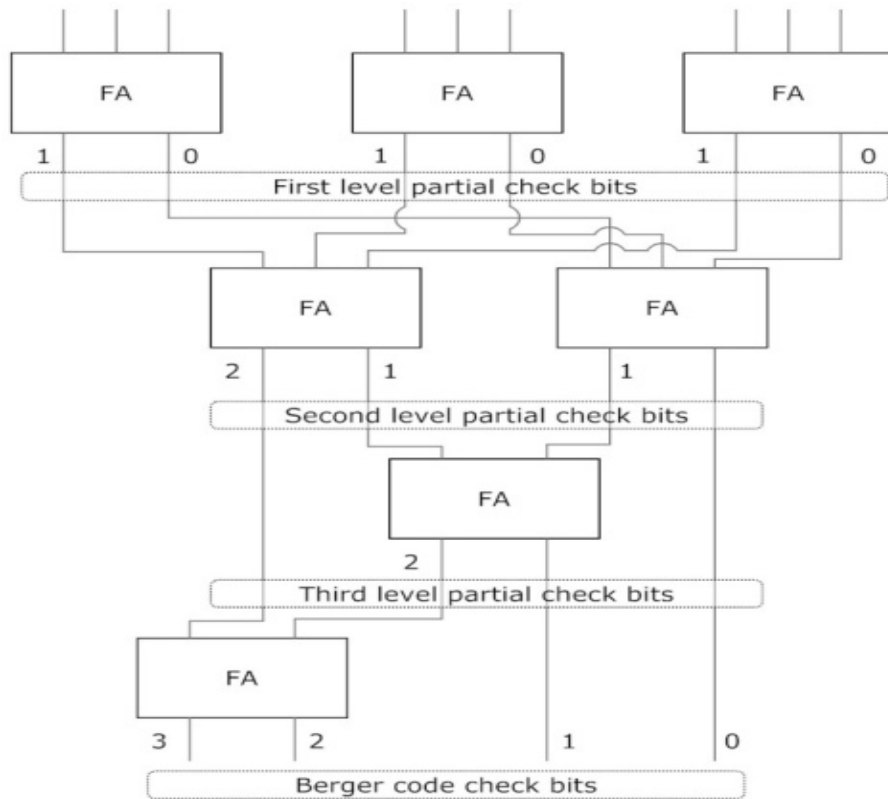 FA FA FA
1 0 1 0 1 0
First level partial check bits
FA FA
2 1 1
Second level partial check bits
FA
2
Third level partial check bits
FA
3 2 1 0
Berger code check bits